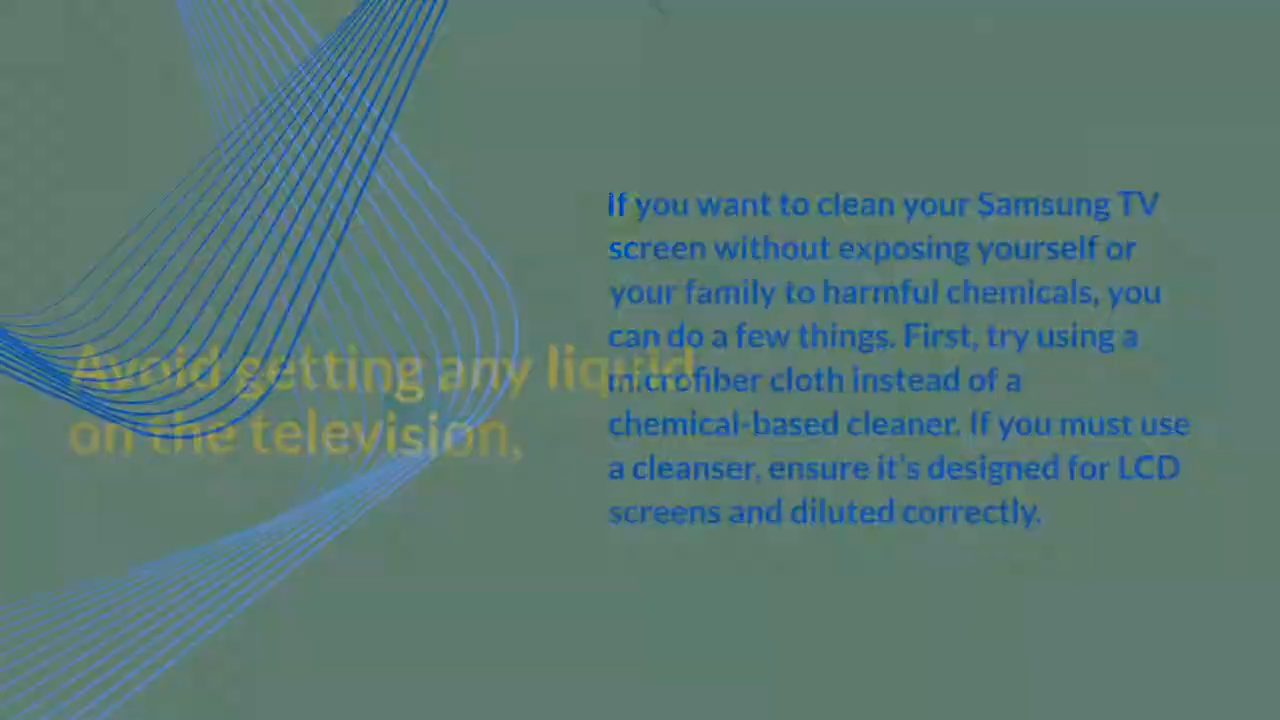 Avoid getting any liquid
on the television,
If you want to clean your Samsung TV
screen without exposing yourself or
your family to harmful chemicals, you
can do a few things. First, try using a
microfiber cloth instead of a
chemical-based cleaner. If you must use
a cleanser, ensure it's designed for LCD
screens and diluted correctly.